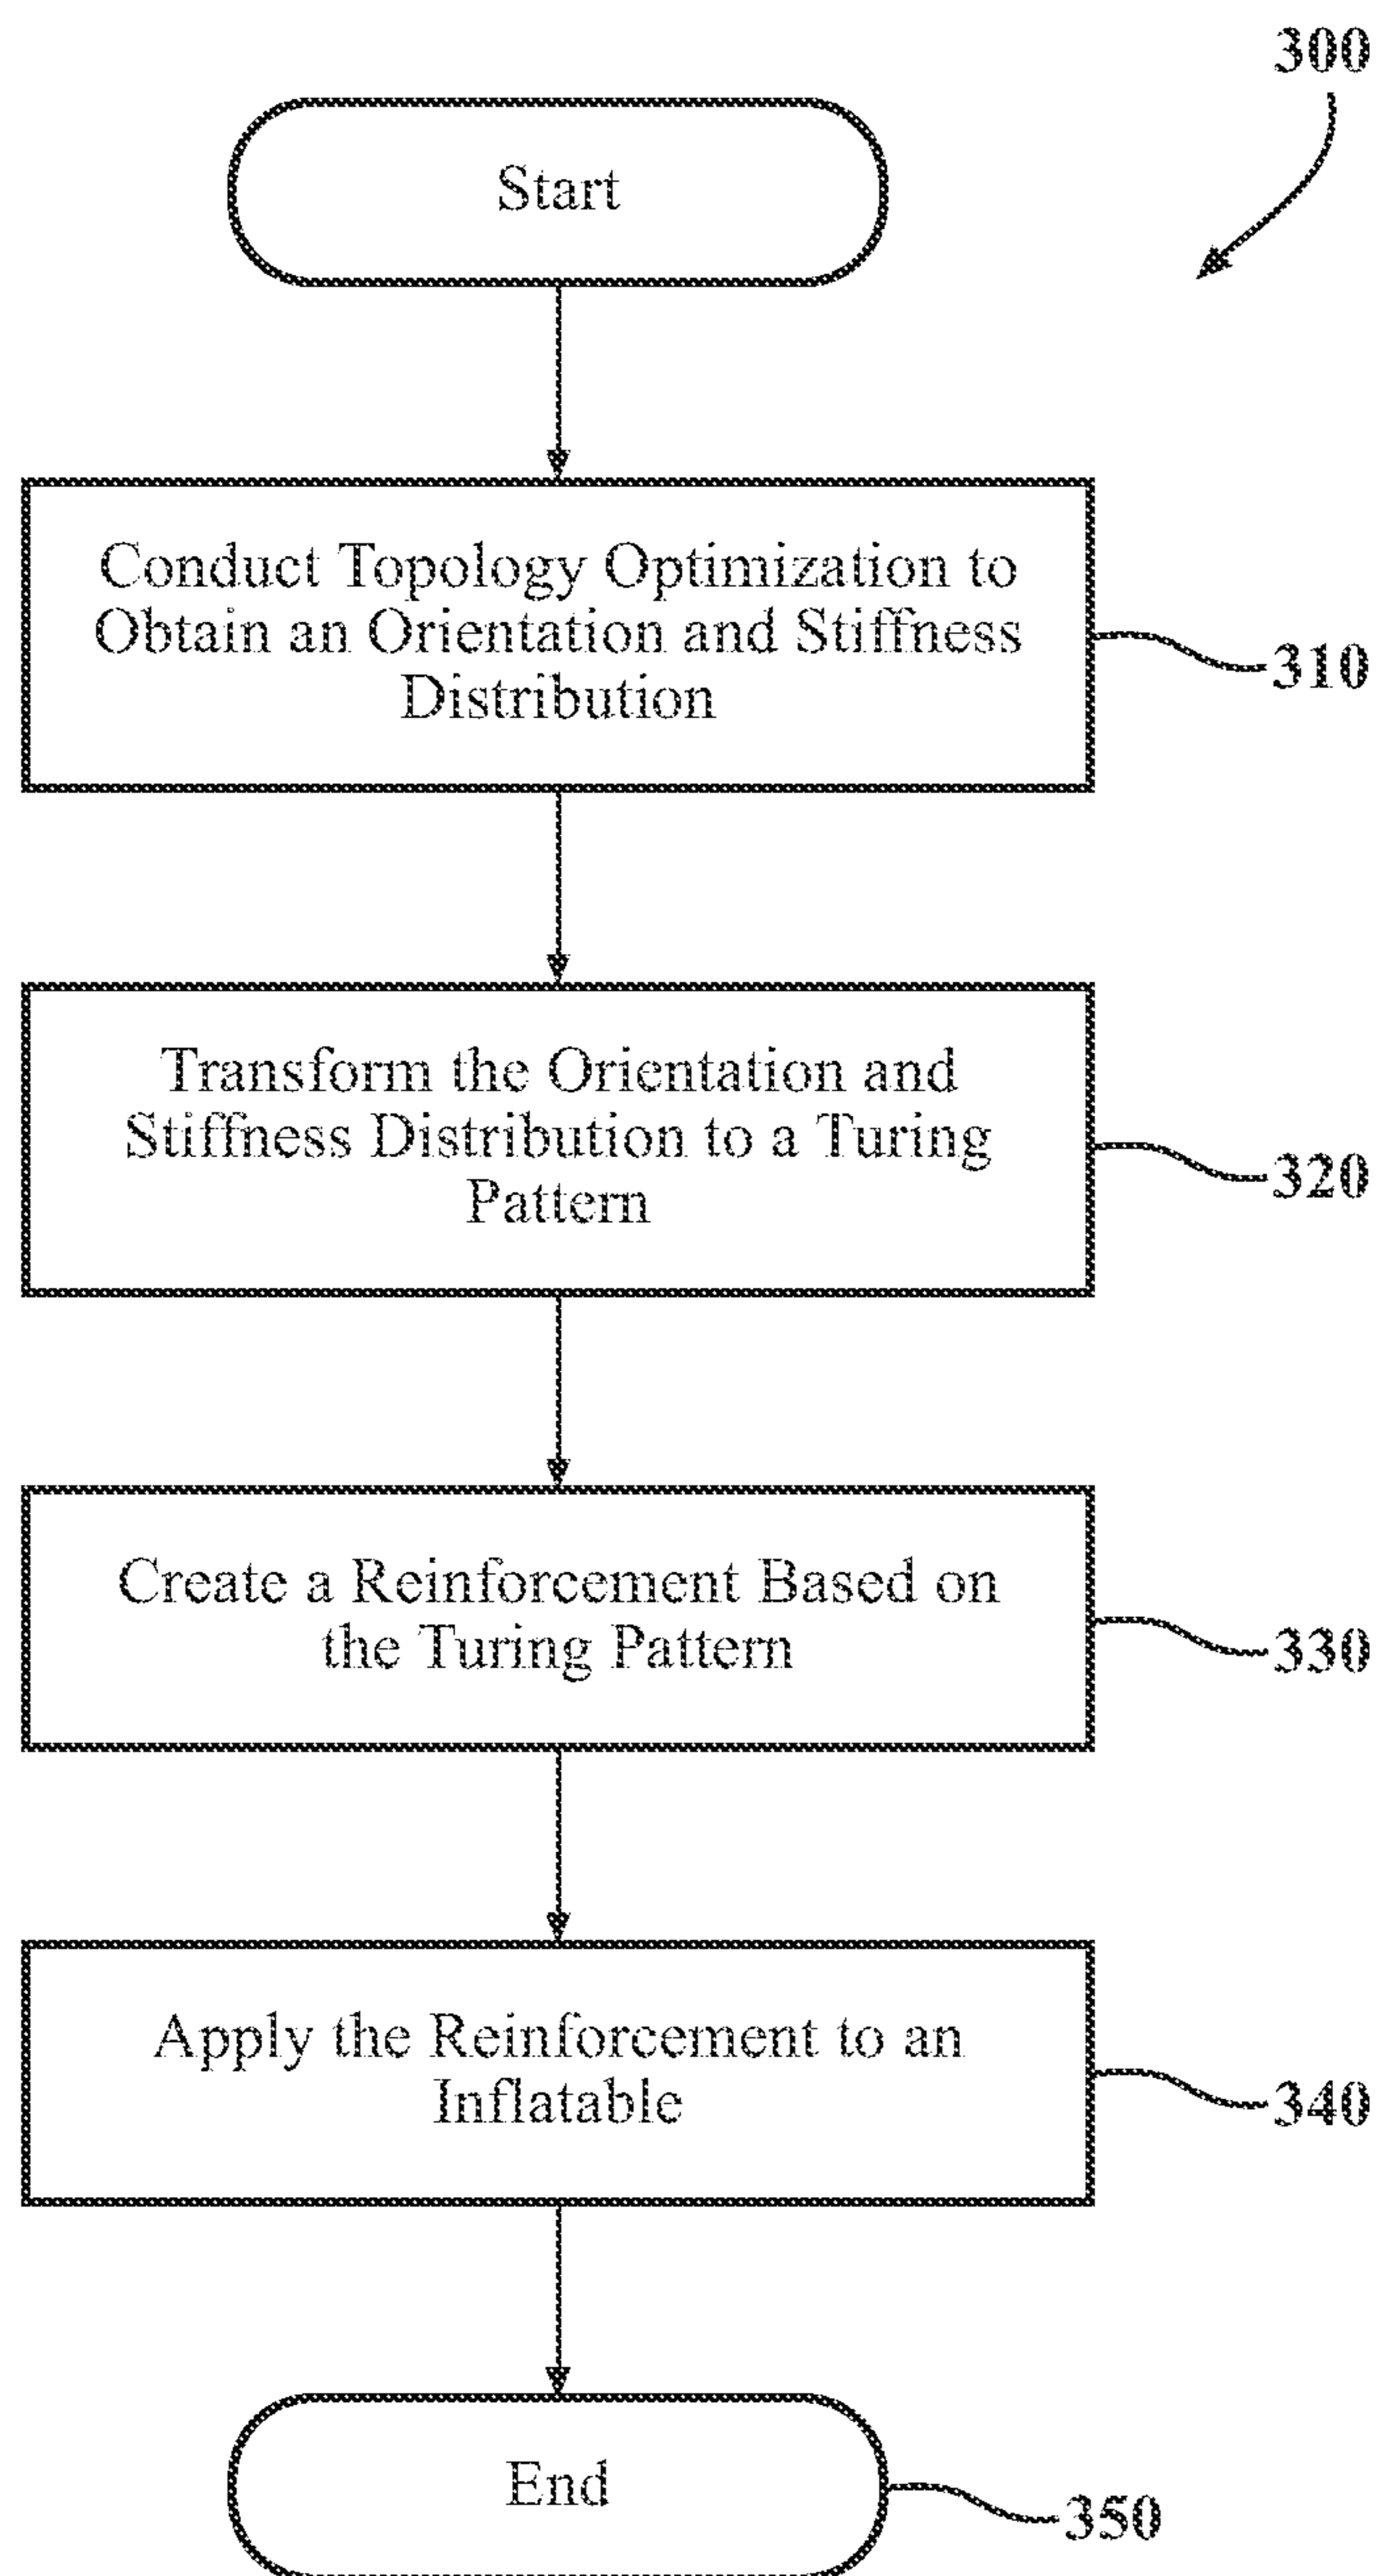 300
Start
Conduct Topology Optimization to
Obtain an Orientation and Stiffness
Distribution
310
Transform the Orientation and
Stiffness Distribution to a Turing
Pattern
320
Create a Reinforcement Based on
the Turing Pattern
330
Apply the Reinforcement to an
Inflatable
340
End
350